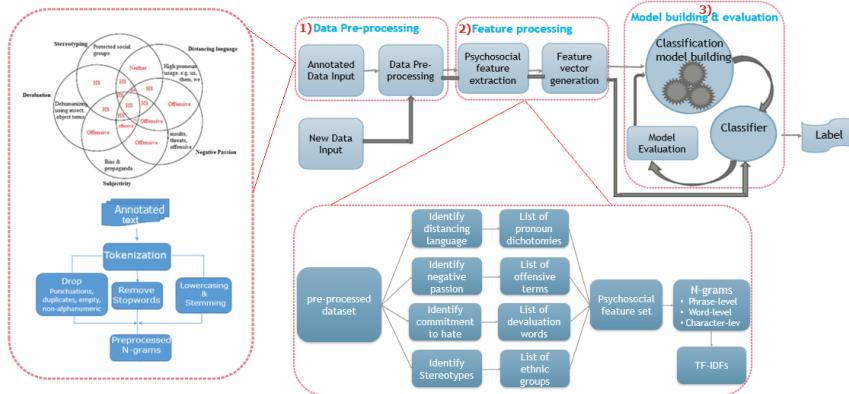 1) Data Pre-processing
2) Feature processing
3)
Model building & evaluation
Annotated
Data Input
Data Pre-
processing
New Data
Input
Psychosocial
feature
extraction
Feature
vector
generation
Classification
model building
Model
Evaluation
Classifier
Label
Stereotyping
Protected social
groups
Distancing language
Neither
High pronoun
usage. e.g. us,
them, we
HS
HS
HS
Devaluation
HS
HS
HS
HS
Dehumanizing
using insect,
object terms
Offensive
Offensive
offensive
Offensive
Offensive
insults,
threats,
offensive
Negative Passion
Bias &
propaganda
Subjectivity
Annotated
text
Tokenization
Drop
Punctuations,
duplicates, empty,
non-alphanumeric
Remove
Stopwords
Lowercasing
&
Stemming
Preprocessed
N-grams
pre-processed
dataset
Identify
distancing
language
List of
pronoun
dichotomies
Identify
negative
passion
List of
offensive
terms
Identify
commitment
to hate
List of
devaluation
words
Identify
Stereotypes
List of
ethnic
groups
Psychosocial
feature set
N-grams
• Phrase-level
• Word-level
• Character-lev
TF-IDFs